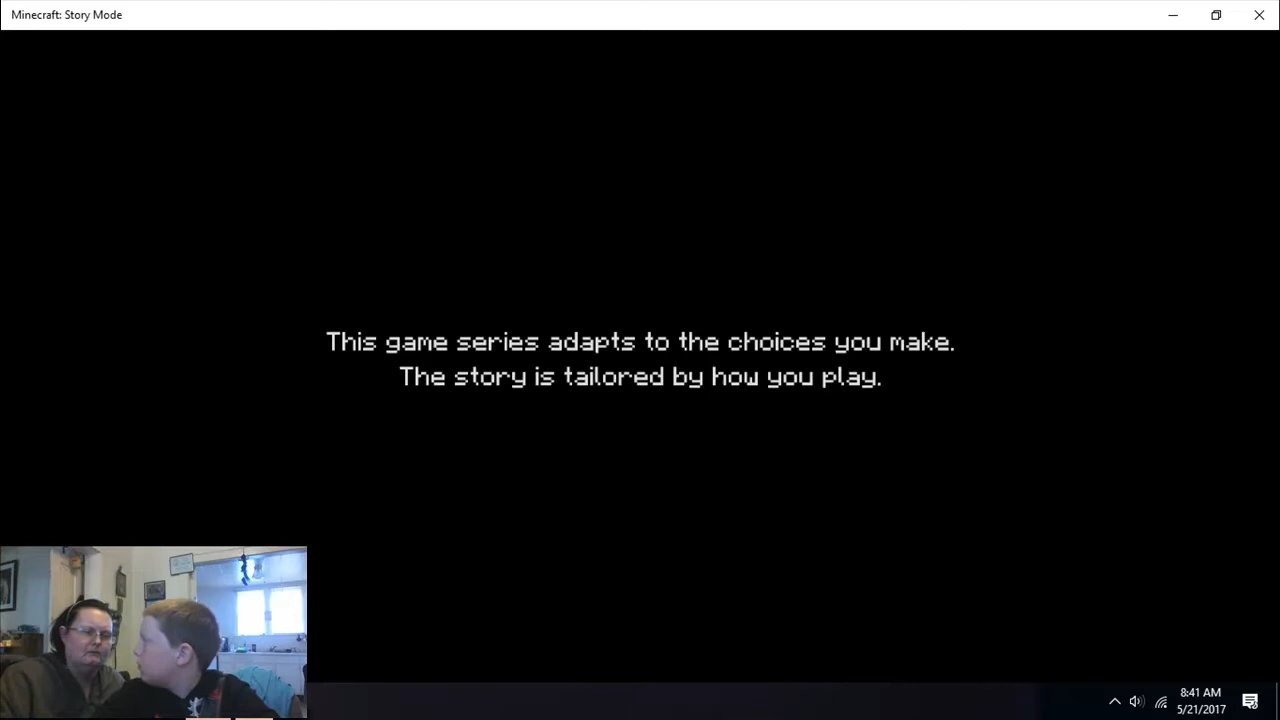 Minecraft: Story Mode
This game series adapts to the choices you make.
The story is tailored by how you play.
8:41 AM
5/21/2017